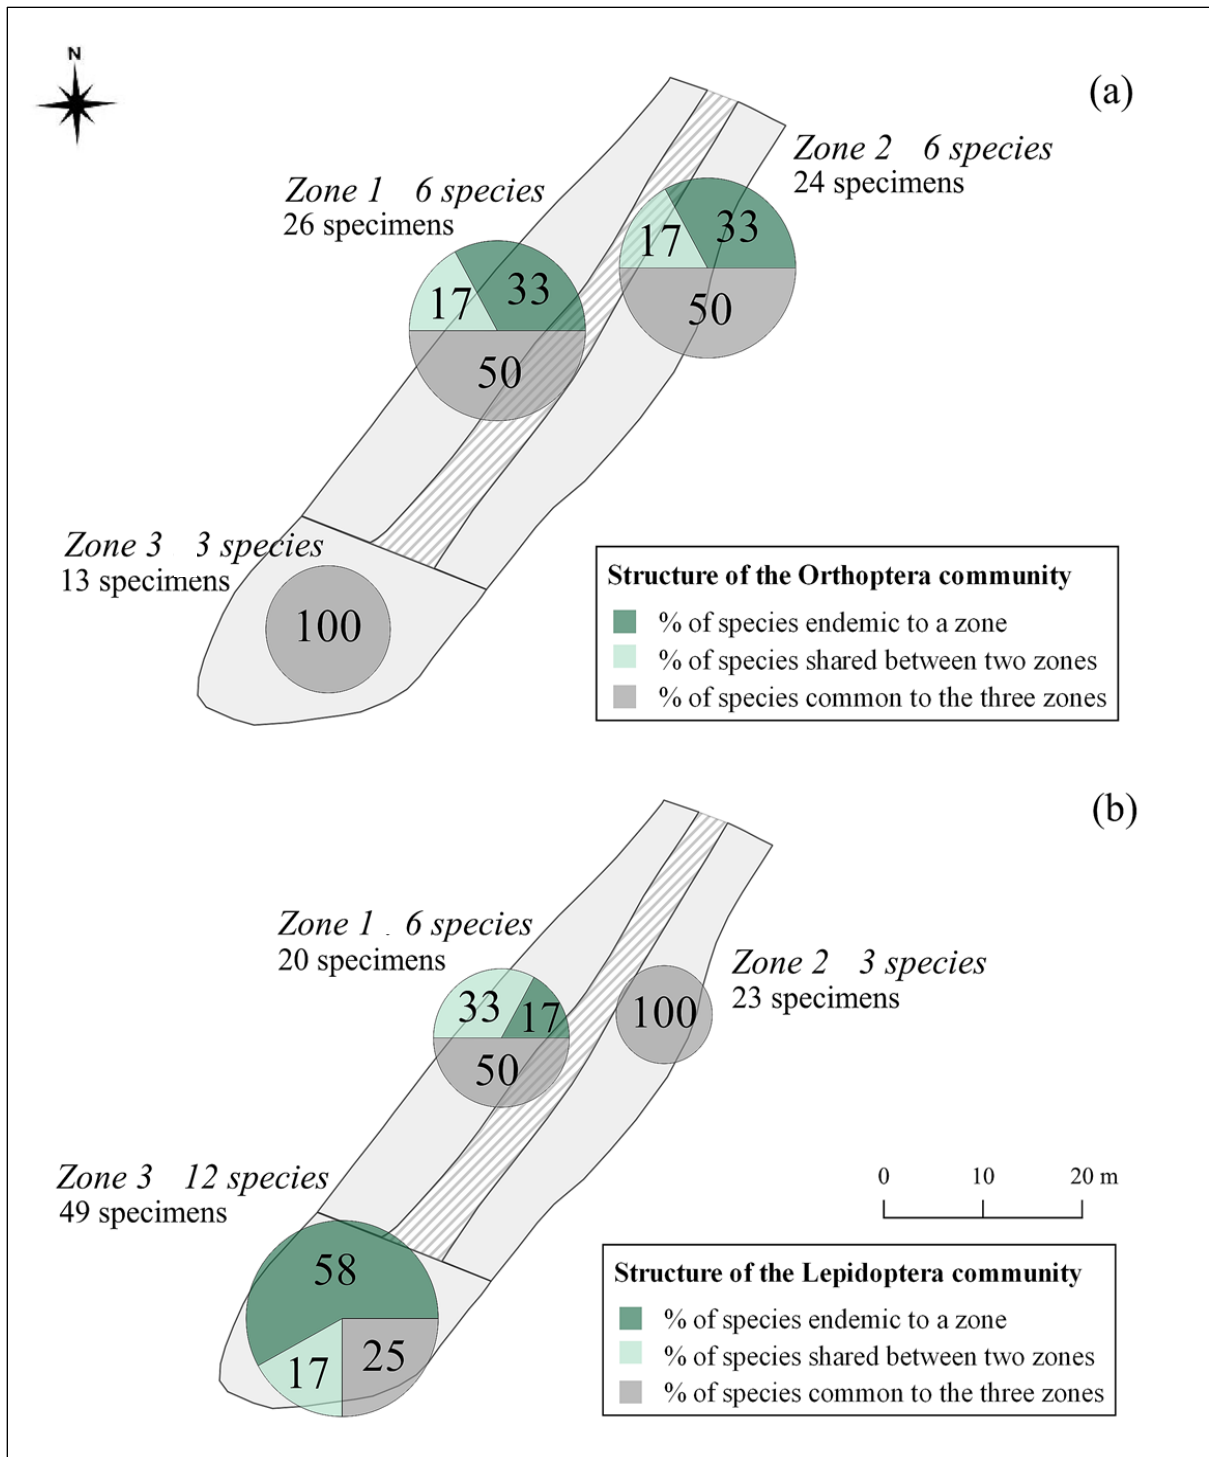 N
(a)
Zone 2 6 species
24 specimens
Zone 1 6 species
26 specimens
17
33
50
17
33
50
Zone 3 3 species
13 specimens
100
Structure of the Orthoptera community
% of species endemic to a zone
% of species shared between two zones
% of species common to the three zones
(b)
Zone 1 . 6 species
20 specimens
33
17
50
Zone 2 3 species
23 specimens
100
Zone 3 12 species
49 specimens
58
17
25
0 10 20 m
Structure of the Lepidoptera community
% of species endemic to a zone
% of species shared between two zones
% of species common to the three zones